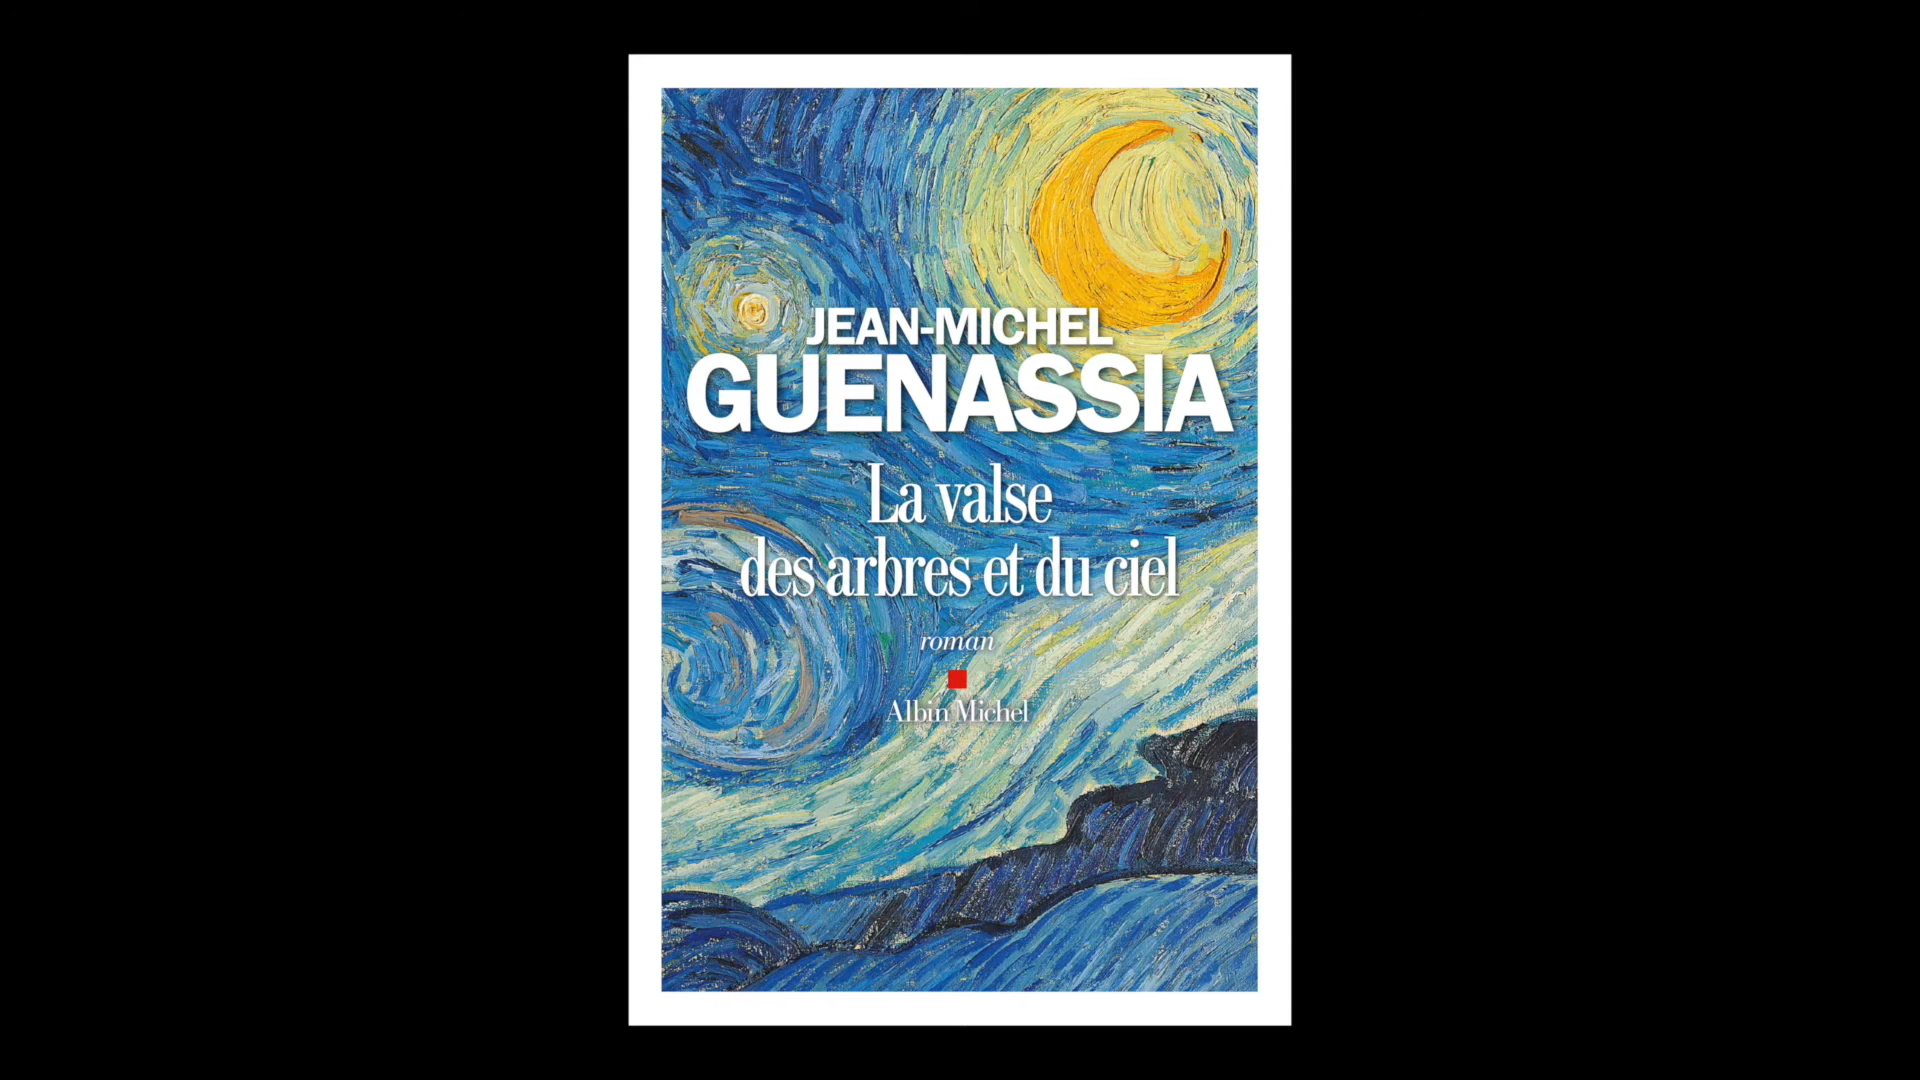 JEAN-MICHEL
GUENASSIA
La valse
des arbres et du ciel
roman
Albin Michel